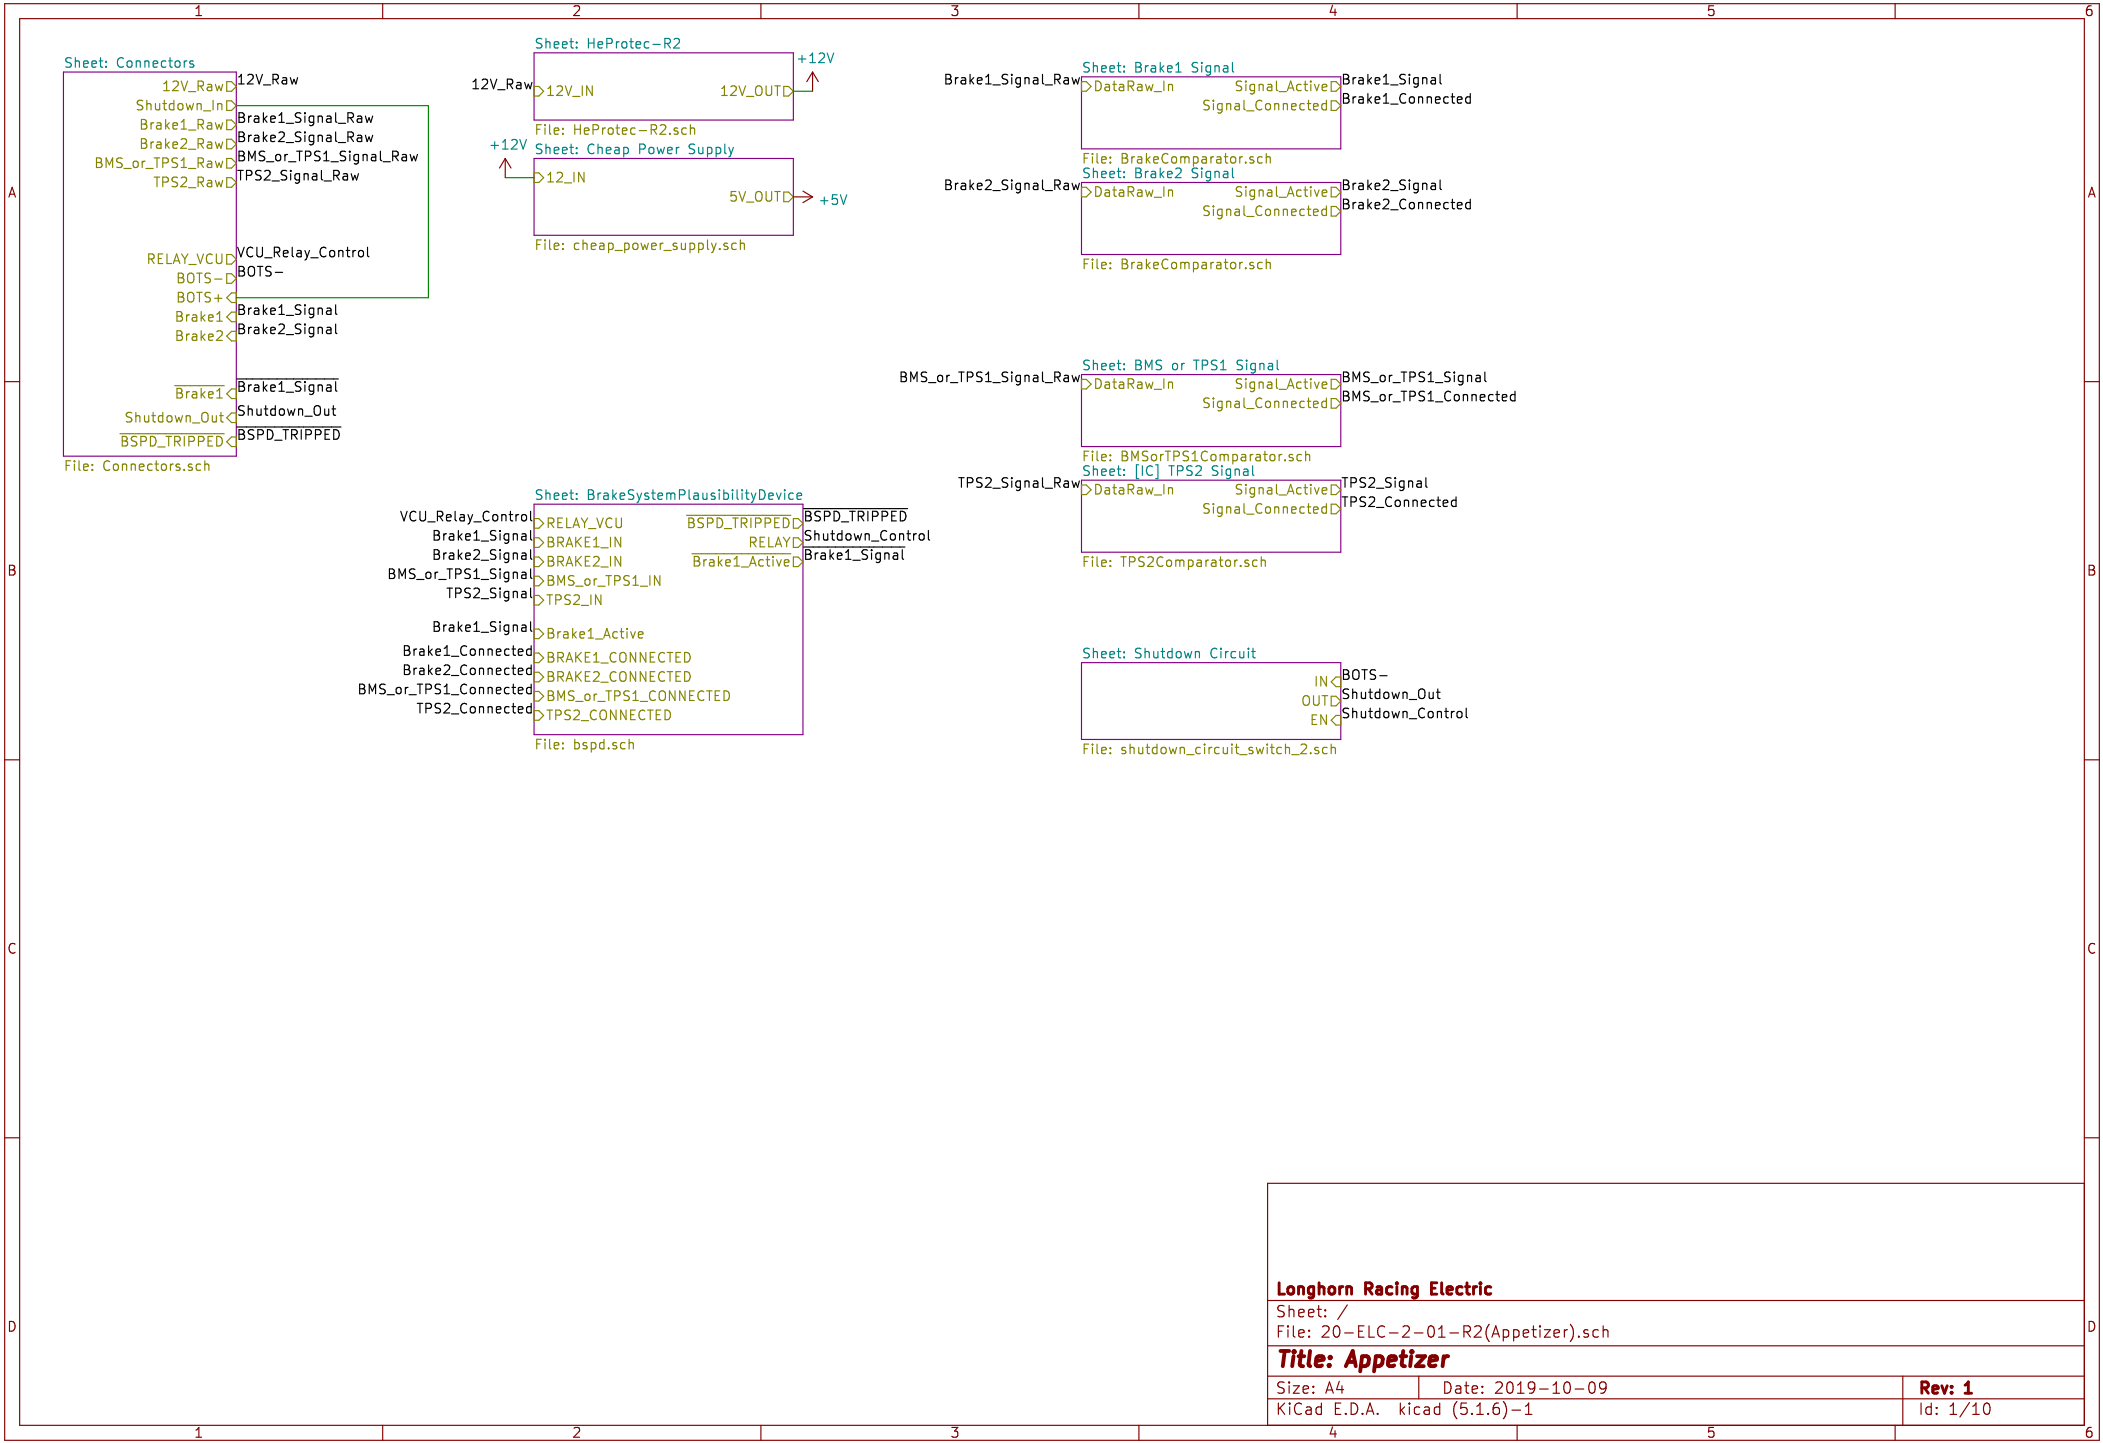 1 2 3 4 5 6
Sheet: Connectors
12V_Raw 12V_Raw
Shutdown_In
Brake1_Raw Brake1_Signal_Raw
Brake2_Raw Brake2_Signal_Raw
BMS_or_TPS1_Raw BMS_or_TPS1_Signal_Raw
TPS2_Raw TPS2_Signal_Raw
RELAY_VCU VCU_Relay_Control
BOTS- BOTS-
BOTS+
Brake1 Brake1_Signal
Brake2 Brake2_Signal
Brake1 Brake1_Signal
Shutdown_Out Shutdown_Out
BSPD_TRIPPED BSPD_TRIPPED
File: Connectors.sch
Sheet: HeProtec-R2
12V_Raw 12V_IN 12V_OUT +12V
File: HeProtec-R2.sch
Sheet: Cheap Power Supply
+12V 12_IN
5V_OUT +5V
File: cheap_power_supply.sch
Sheet: Brake1 Signal
Brake1_Signal_Raw DataRaw_In Signal_Active Brake1_Signal
Signal_Connected Brake1_Connected
File: BrakeComparator.sch
Sheet: Brake2 Signal
Brake2_Signal_Raw DataRaw_In Signal_Active Brake2_Signal
Signal_Connected Brake2_Connected
File: BrakeComparator.sch
Sheet: BMS or TPS1 Signal
BMS_or_TPS1_Signal_Raw DataRaw_In Signal_Active BMS_or_TPS1_Signal
Signal_Connected BMS_or_TPS1_Connected
File: BMSorTPS1Comparator.sch
Sheet: [IC] TPS2 Signal
TPS2_Signal_Raw DataRaw_In Signal_Active TPS2_Signal
Signal_Connected TPS2_Connected
File: TPS2Comparator.sch
Sheet: BrakeSystemPlausibilityDevice
VCU_Relay_Control RELAY_VCU BSPD_TRIPPED BSPD_TRIPPED
Brake1_Signal BRAKE1_IN RELAY Shutdown_Control
Brake2_Signal BRAKE2_IN Brake1_Active Brake1_Signal
BMS_or_TPS1_Signal BMS_or_TPS1_IN
TPS2_Signal TPS2_IN
Brake1_Signal Brake1_Active
Brake1_Connected BRAKE1_CONNECTED
Brake2_Connected BRAKE2_CONNECTED
BMS_or_TPS1_Connected BMS_or_TPS1_CONNECTED
TPS2_Connected TPS2_CONNECTED
File: bspd.sch
Sheet: Shutdown Circuit
IN BOTS-
OUT Shutdown_Out
EN Shutdown_Control
File: shutdown_circuit_switch_2.sch
A A
B B
C C
D D
Longhorn Racing Electric
Sheet: /
File: 20-ELC-2-01-R2(Appetizer).sch
Title: Appetizer
Size: A4 Date: 2019-10-09 Rev: 1
KiCad E.D.A. kicad (5.1.6)-1 Id: 1/10
1 2 3 4 5 6